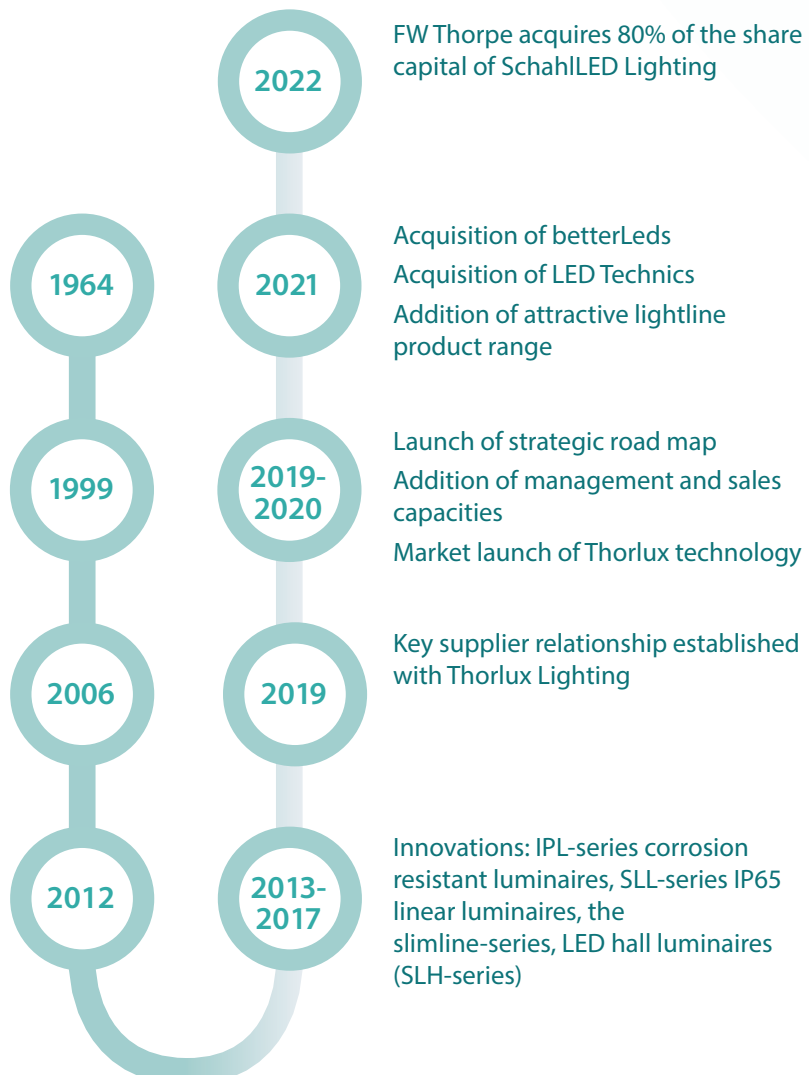 2022
FW Thorpe acquires 80% of the share
capital of SchahlLED Lighting
1964
2021
Acquisition of betterLeds
Acquisition of LED Technics
Addition of attractive lightline
product range
1999
2019-
2020
Launch of strategic road map
Addition of management and sales
capacities
Market launch of Thorlux technology
2006
2019
Key supplier relationship established
with Thorlux Lighting
2012
2013-
2017
Innovations: IPL-series corrosion
resistant luminaires, SLL-series IP65
linear luminaires, the
slimline-series, LED hall luminaires
(SLH-series)